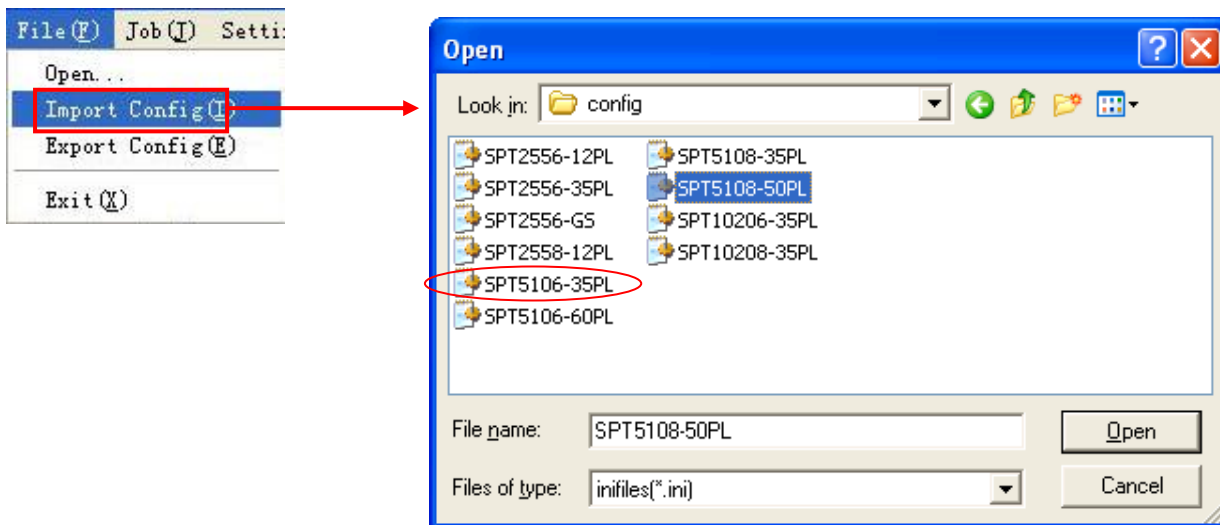 File(F) Job(J) Setti
Open...
Import Config(I)
Export Config(E)
Exit(X)
Open
Look in: config
SPT2556-12PL
SPT2556-35PL
SPT2556-GS
SPT2558-12PL
SPT5106-35PL
SPT5106-60PL
SPT5108-35PL
SPT5108-50PL
SPT10206-35PL
SPT10208-35PL
File name: SPT5108-50PL Open
Files of type: inifiles(*.ini) Cancel